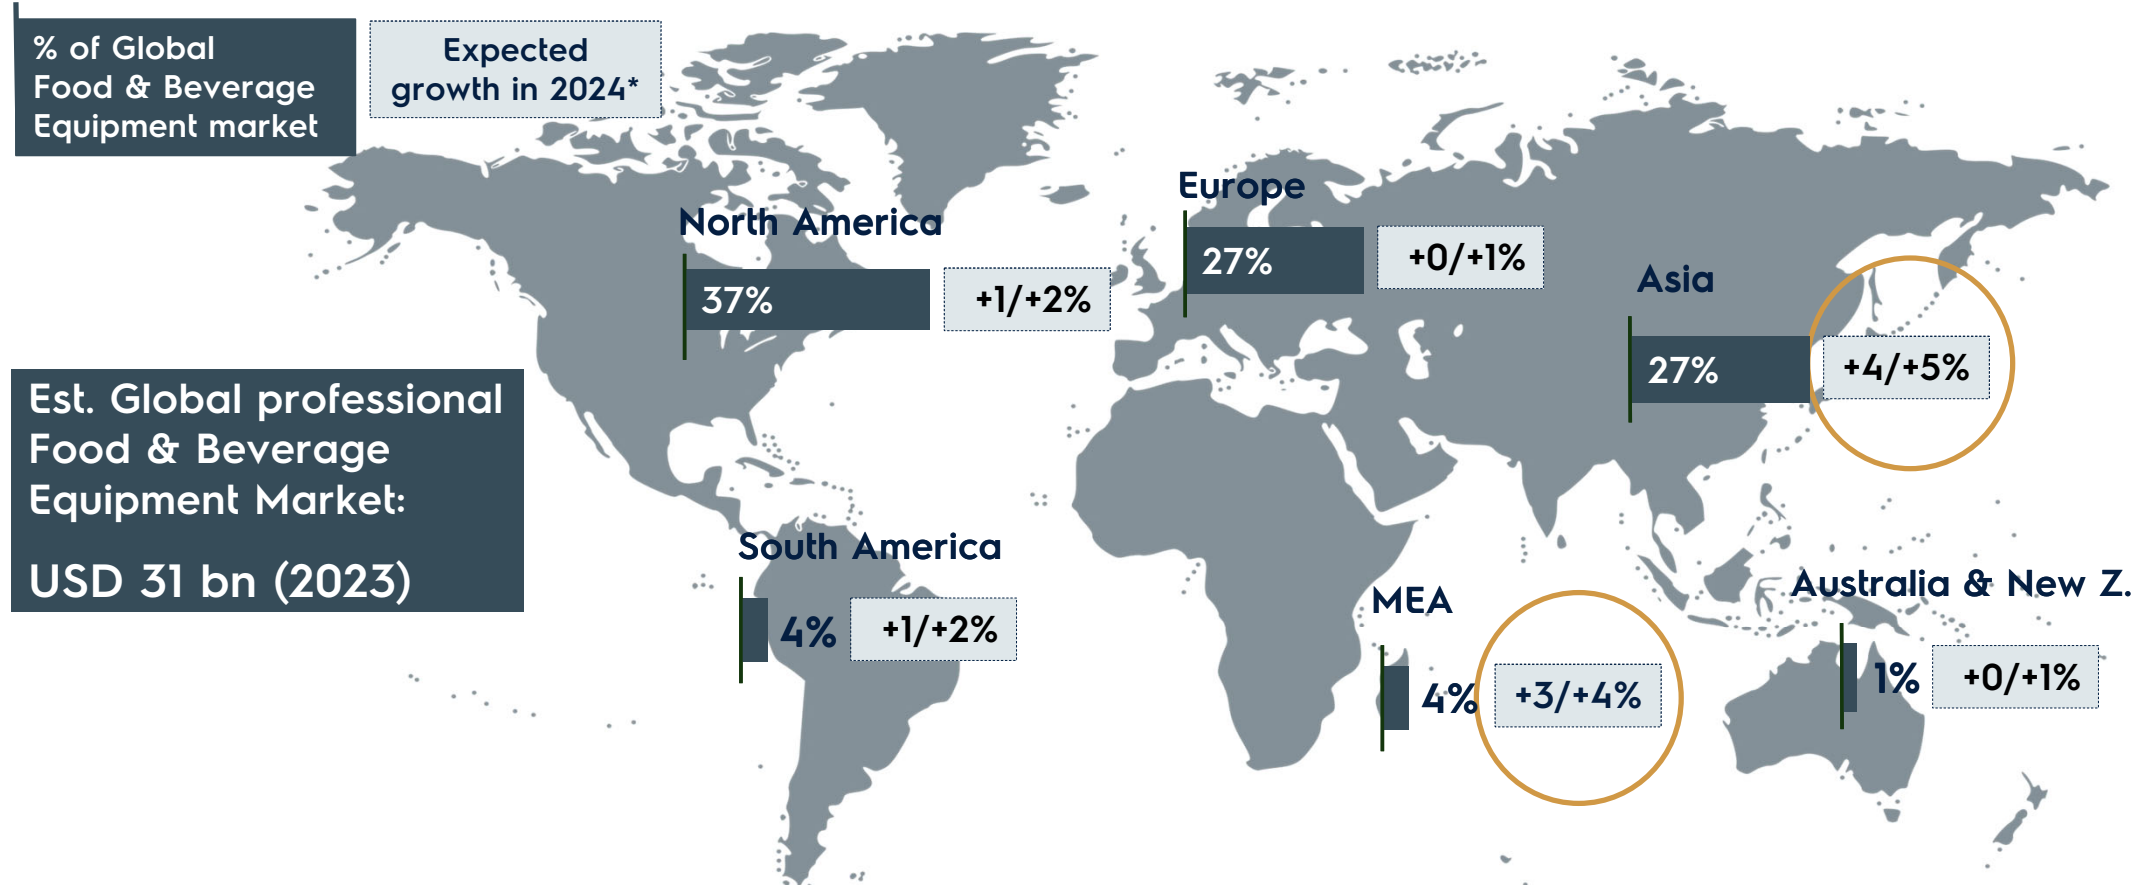 % of Global
Food & Beverage
Equipment market
Expected
growth in 2024*
North America
37%
+1/+2%
Europe
27%
+0/+1%
Asia
27%
+4/+5%
Est. Global professional
Food & Beverage
Equipment Market:
USD 31 bn (2023)
South America
4%
+1/+2%
MEA
4%
+3/+4%
Australia & New Z.
1%
+0/+1%